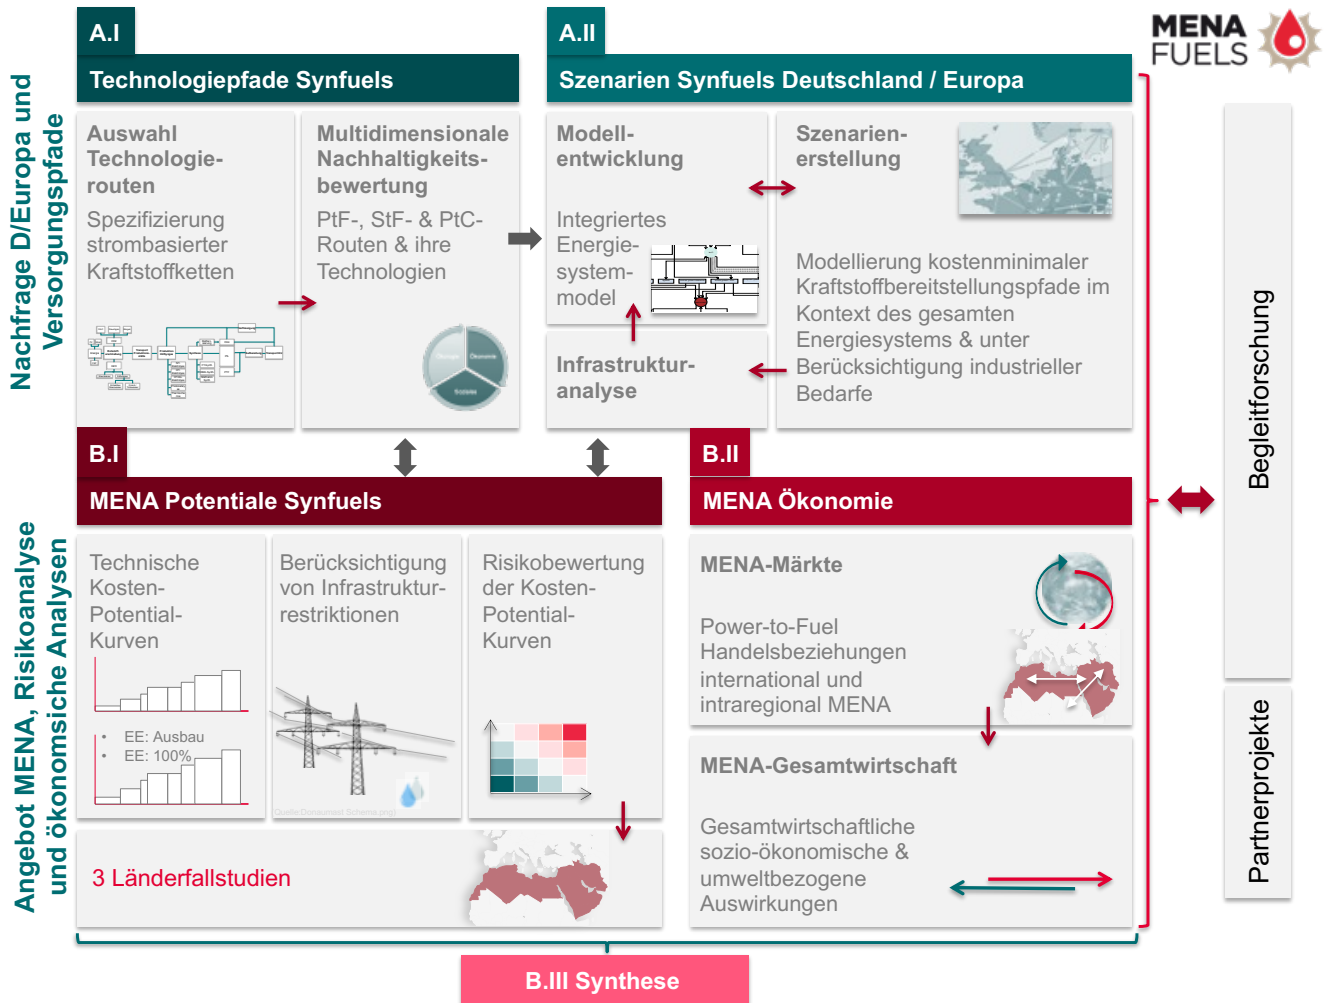 MENA
FUELS
Nachfrage D/Europa und
Versorgungspfade
A.I
Technologiepfade Synfuels
Auswahl
Technologie-
routen
Spezifizierung
strombasierter
Kraftstoffketten
Multidimensionale
Nachhaltigkeits-
bewertung
PtF-, StF- & PtC-
Routen & ihre
Technologien
Ökonomie
A.II
Szenarien Synfuels Deutschland / Europa
Modell-
entwicklung
Integriertes
Energie-
system-
model
Infrastruktur-
analyse
Szenarien-
erstellung
Modellierung kostenminimaler
Kraftstoffbereitstellungspfade im
Kontext des gesamten
Energiesystems & unter
Berücksichtigung industrieller
Bedarfe
Angebot MENA, Risikoanalyse
und ökonomsiche Analysen
B.I
MENA Potentiale Synfuels
Technische
Kosten-
Potential-
Kurven
• EE: Ausbau
• EE: 100%
Berücksichtigung
von Infrastruktur-
restriktionen
Risikobewertung
der Kosten-
Potential-
Kurven
3 Länderfallstudien
B.II
MENA Ökonomie
MENA-Märkte
Power-to-Fuel
Handelsbeziehungen
international und
intraregional MENA
MENA-Gesamtwirtschaft
Gesamtwirtschaftliche
sozio-ökonomische &
umweltbezogene
Auswirkungen
B.III Synthese
Begleitforschung
Partnerprojekte